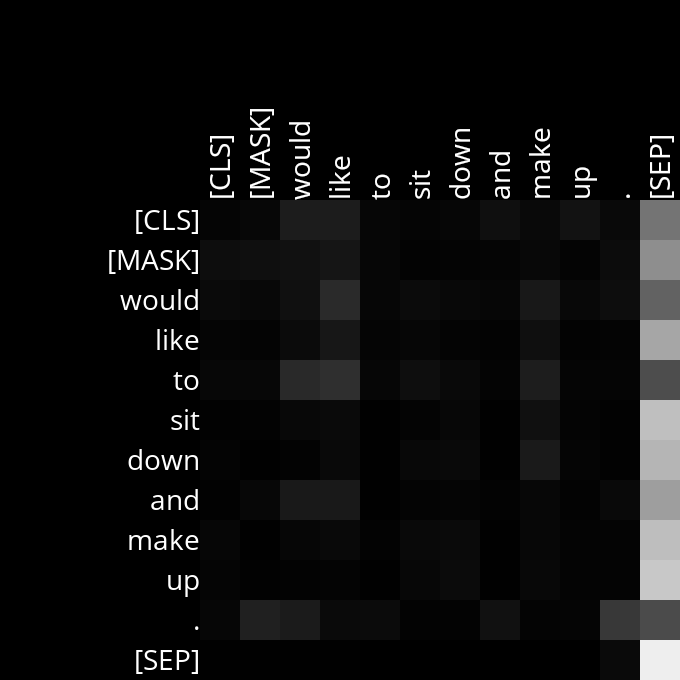 [CLS] [MASK] would like to sit down and make up . [SEP]
[CLS]
[MASK]
would
like
to
sit
down
and
make
up
.
[SEP]